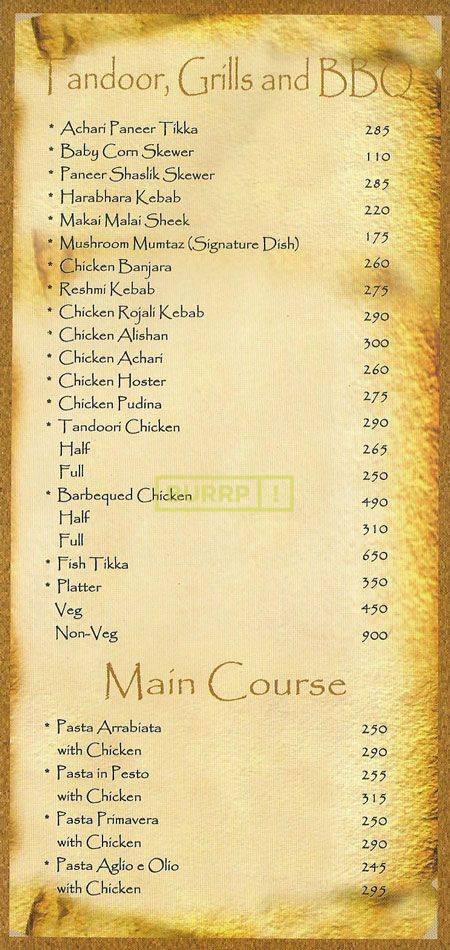 Tandoor, Grills and BBQ
* Achari Paneer Tikka 285
* Baby Corn Skewer 110
* Paneer Shaslik Skewer 285
* Harabhara Kebab 220
* Makai Malai Sheek
* Mushroom Mumtaz (Signature Dish) 175
* Chicken Banjara 260
* Reshmi Kebab 275
* Chicken Rojali Kebab 290
* Chicken Alishan 300
* Chicken Achari 260
* Chicken Hoster
* Chicken Pudina 275
* Tandoori Chicken 290
Half 265
Full 250
* Barbequed Chicken 490
BURRP!
Half 310
Full
* Fish Tikka 650
* Platter 350
Veg 450
Non-Veg 900
Main Course
* Pasta Arrabiata 250
with Chicken 290
* Pasta in Pesto 255
with Chicken 315
* Pasta Primavera 250
with Chicken 290
* Pasta Aglio e Olio 245
with Chicken 295